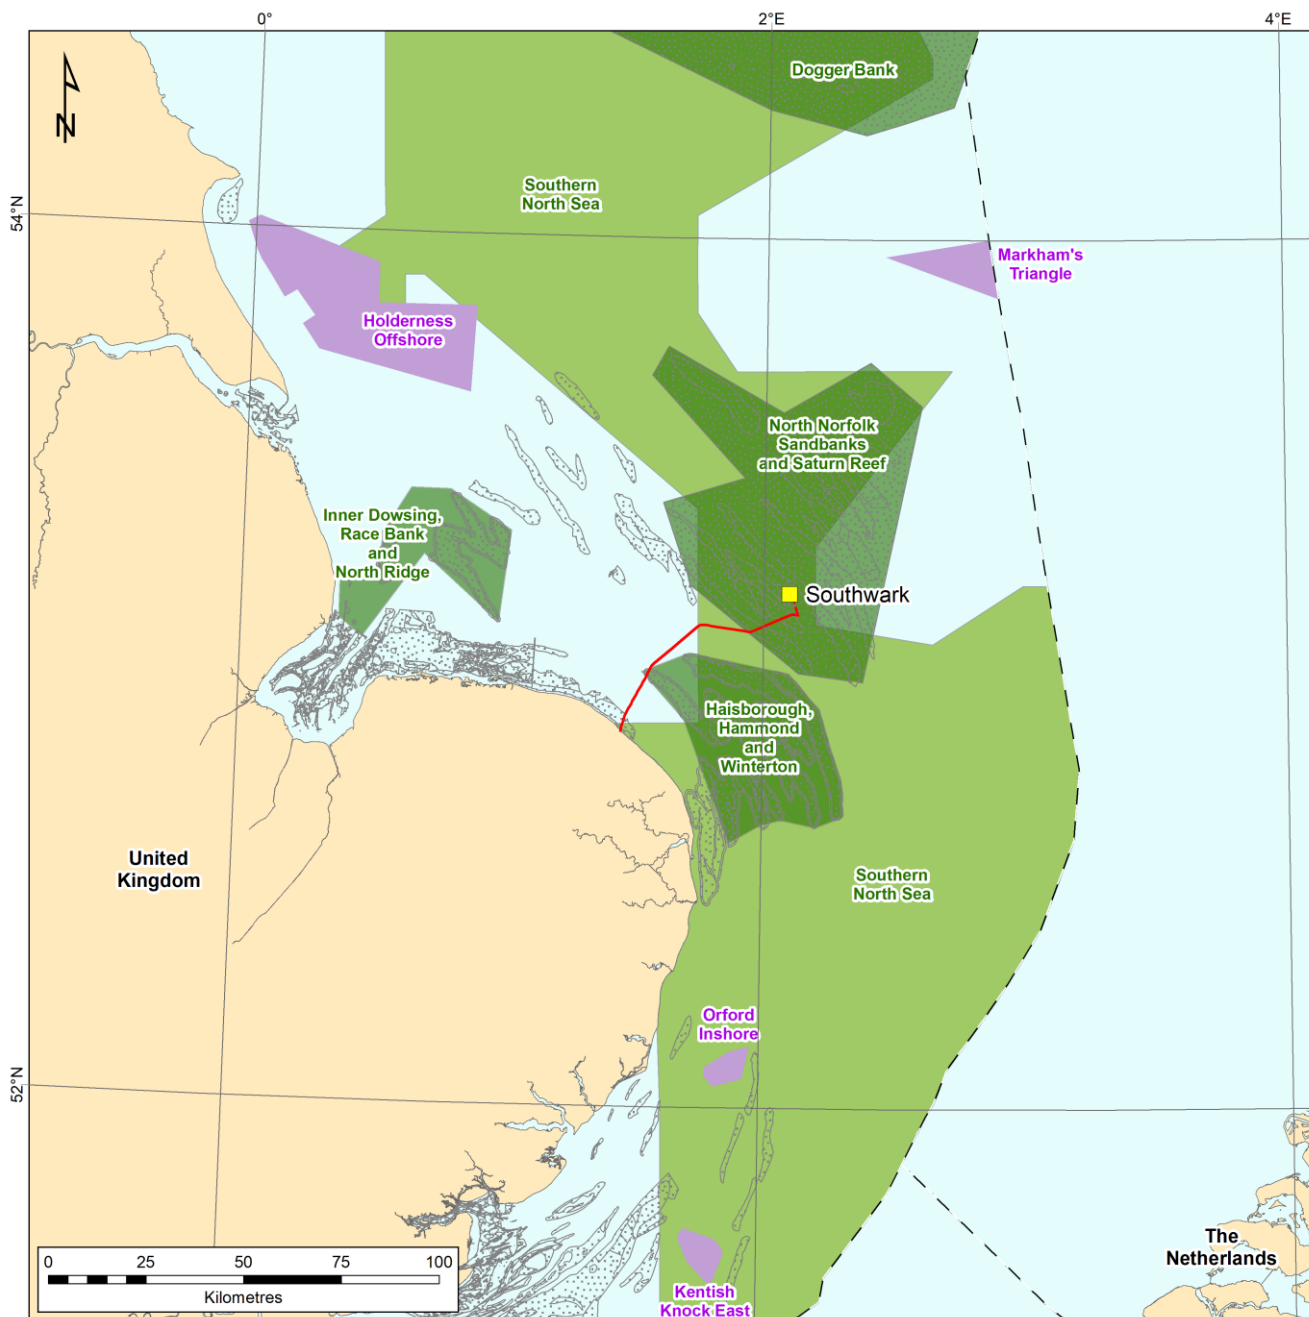 0°
2°E
4°E
N
Dogger Bank
54°N
Southern
North Sea
Markham's
Triangle
Holderness
Offshore
North Norfolk
Sandbanks
and Saturn Reef
Inner Dowsing,
Race Bank
and
North Ridge
Southwark
Haisborough,
Hammond
and
Winterton
United
Kingdom
Southern
North Sea
Orford
Inshore
52°N
The
Netherlands
0 25 50 75 100
Kilometres
Kentish
Knock East